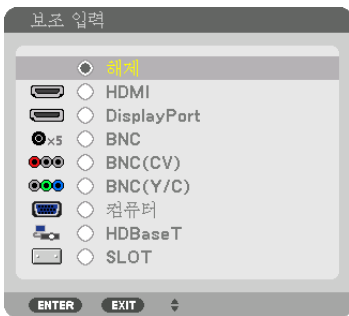 보조 입력
해제
HDMI
DisplayPort
×5 BNC
BNC(CV)
BNC(Y/C)
컴퓨터
HDBaseT
SLOT
ENTER EXIT